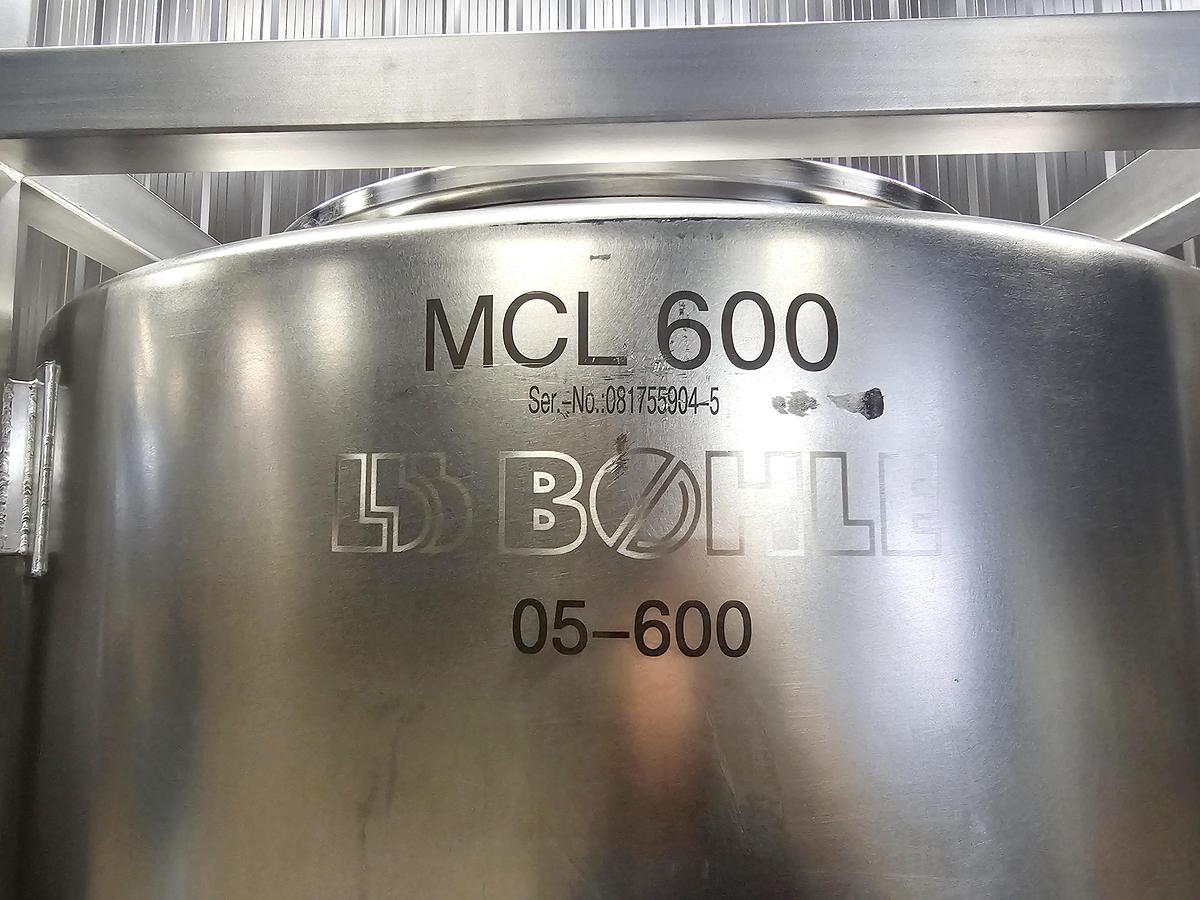 MCL 600
Ser.-No.:081755904-5
LB BOHLE
05-600